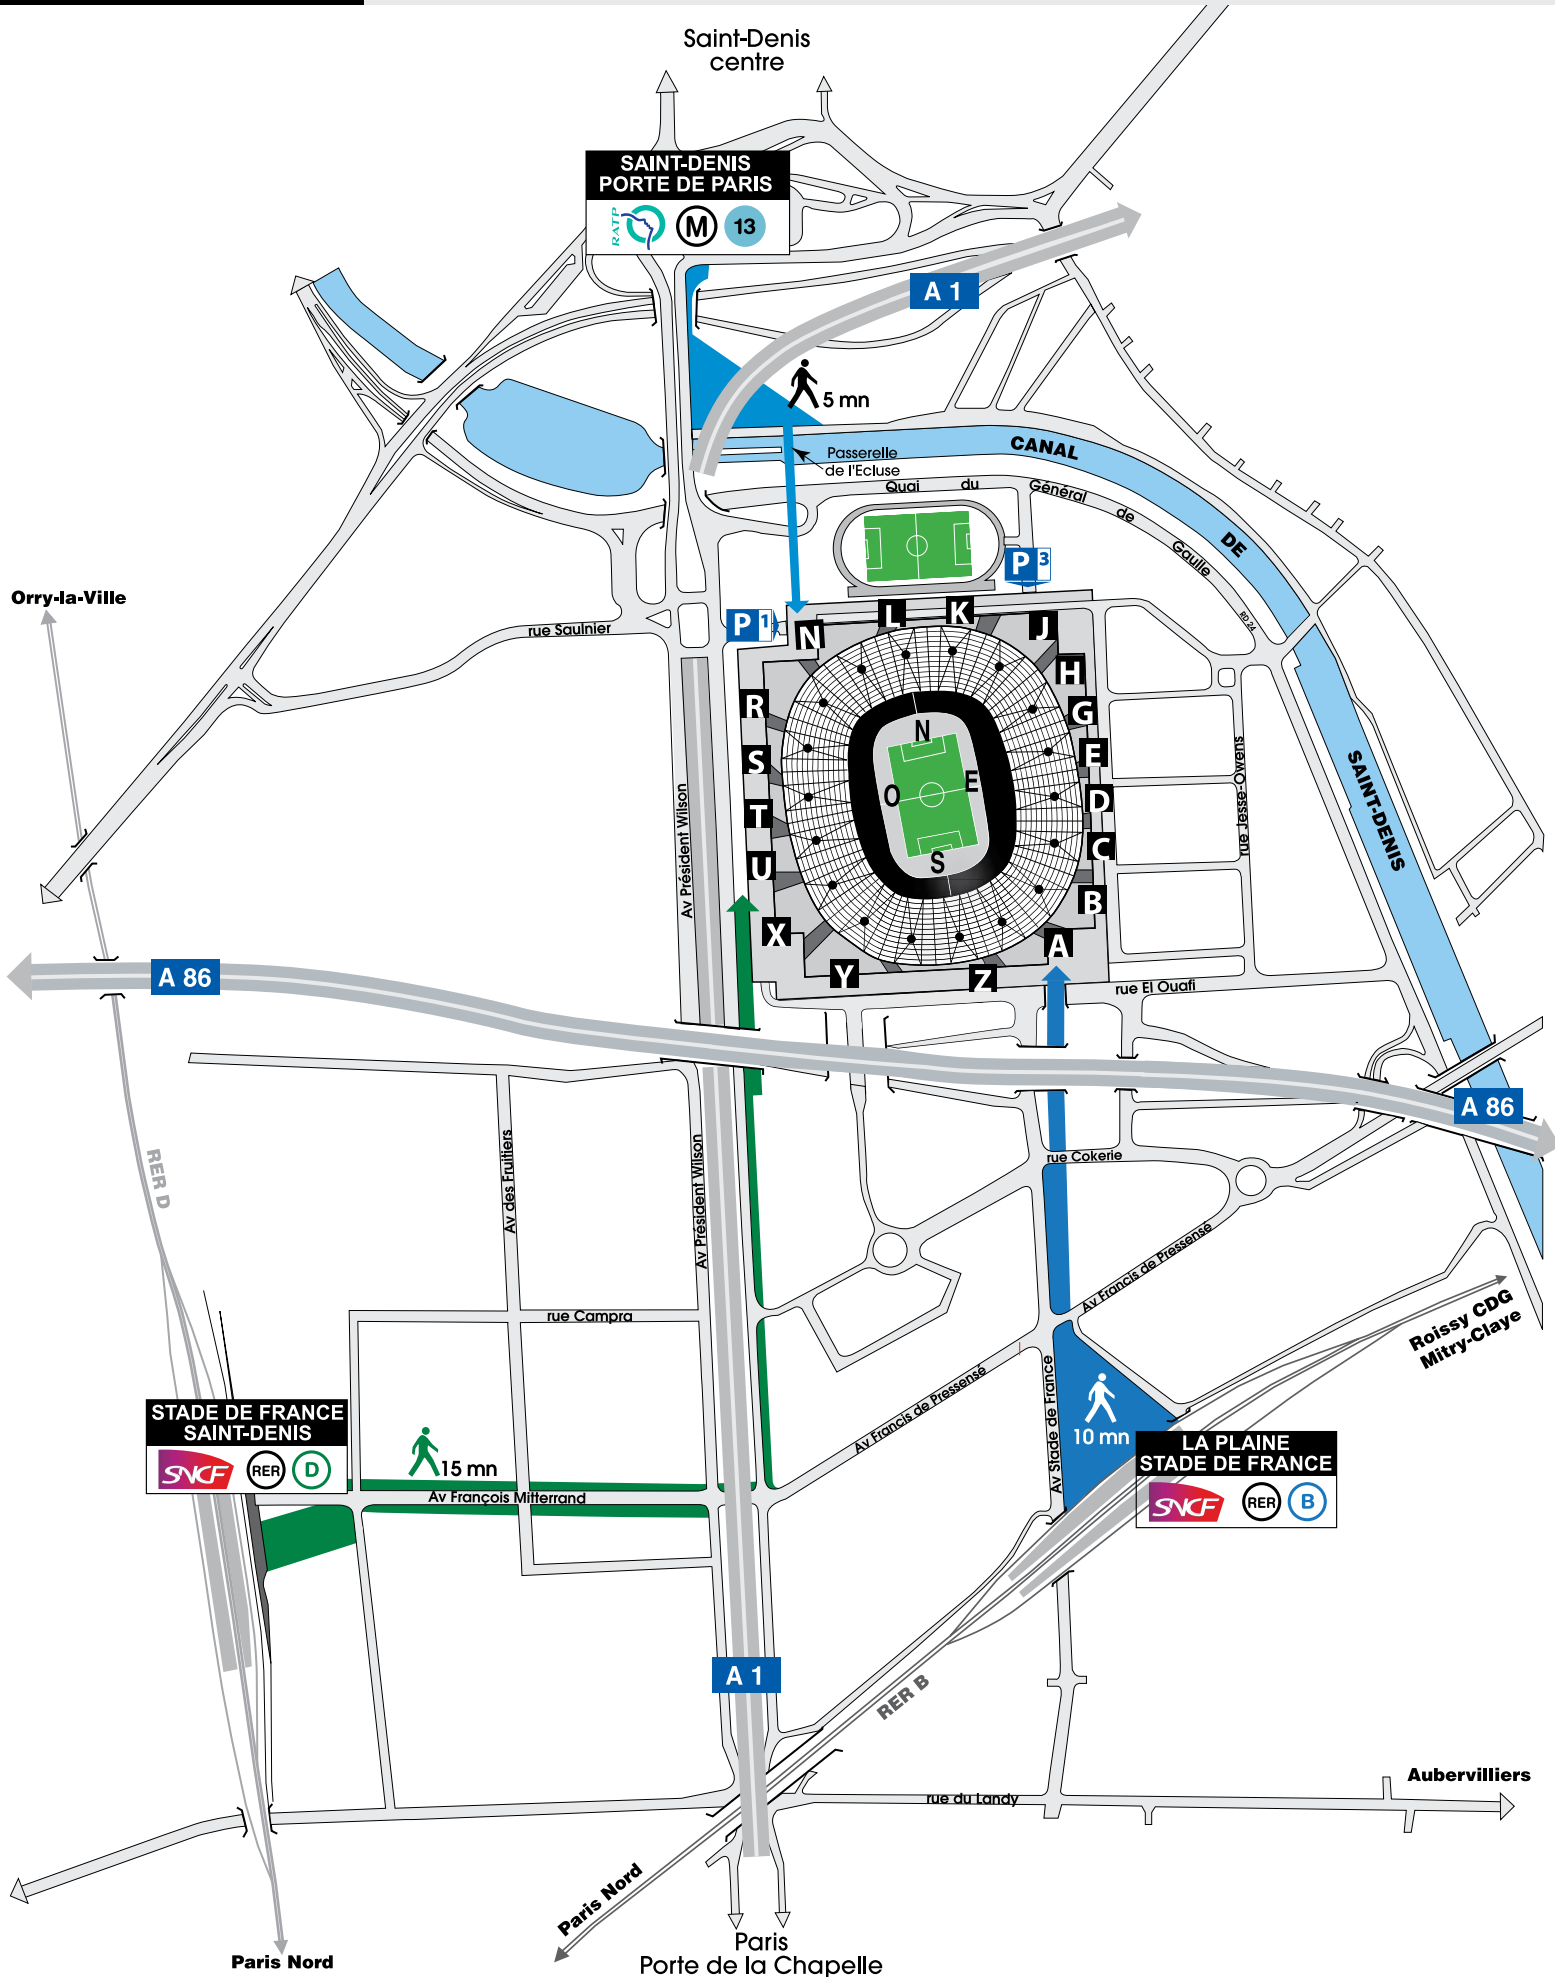 Saint-Denis
centre
SAINT-DENIS
PORTE DE PARIS
RATP
M
13
A 1
5 mn
CANAL
DE
SAINT-DENIS
Passerelle
de l'Ecluse
Quai du Général de Gaulle
RD 24
P 3
P 1
Orry-la-Ville
rue Saulnier
N
L
K
J
H
G
E
D
C
B
A
Z
Y
X
U
T
S
R
N
O
E
S
Av Président Wilson
rue Jesse-Owens
A 86
rue El Ouafi
A 86
RER D
Av des Fruitiers
Av Président Wilson
rue Cokerie
Av Francis de Pressensé
rue Campra
Roissy CDG
Mitry-Claye
Av Francis de Pressensé
Av Stade de France
STADE DE FRANCE
SAINT-DENIS
SNCF
RER
D
15 mn
Av François Mitterrand
10 mn
LA PLAINE
STADE DE FRANCE
SNCF
RER
B
A 1
RER B
Aubervilliers
rue du Landy
Paris Nord
Paris Nord
Paris
Porte de la Chapelle